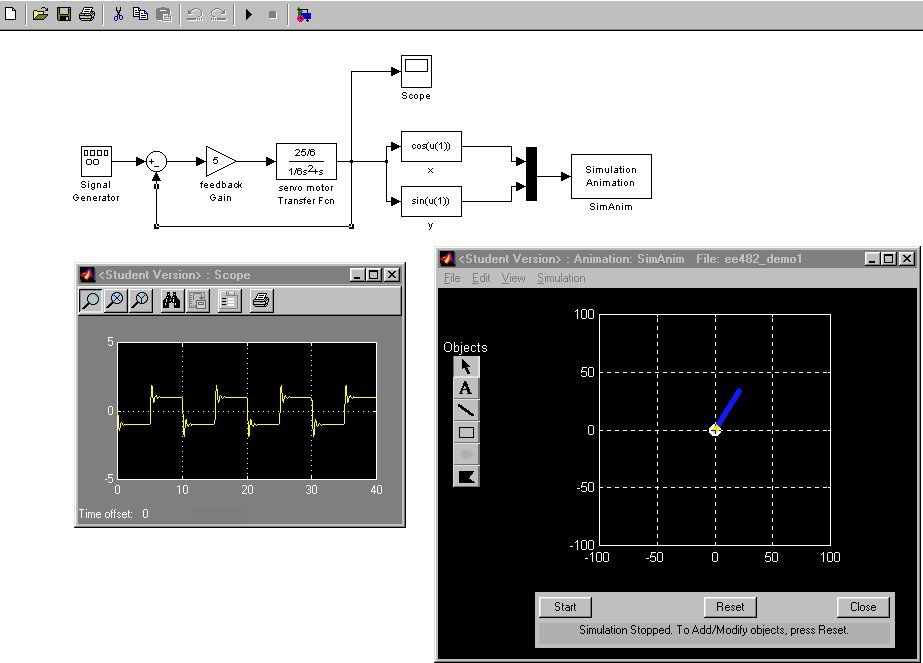 Scope
Signal
Generator
+
-
5
feedback
Gain
25/6
1/6s²+s
servo motor
Transfer Fcn
cos(u(1))
x
sin(u(1))
y
Simulation
Animation
SimAnim
<Student Version> : Scope
5
0
-5
0 10 20 30 40
Time offset: 0
<Student Version> : Animation: SimAnim File: ee482_demo1
File Edit View Simulation
Objects
A
100
50
0
-50
-100
-100 -50 0 50 100
Start Reset Close
Simulation Stopped. To Add/Modify objects, press Reset.